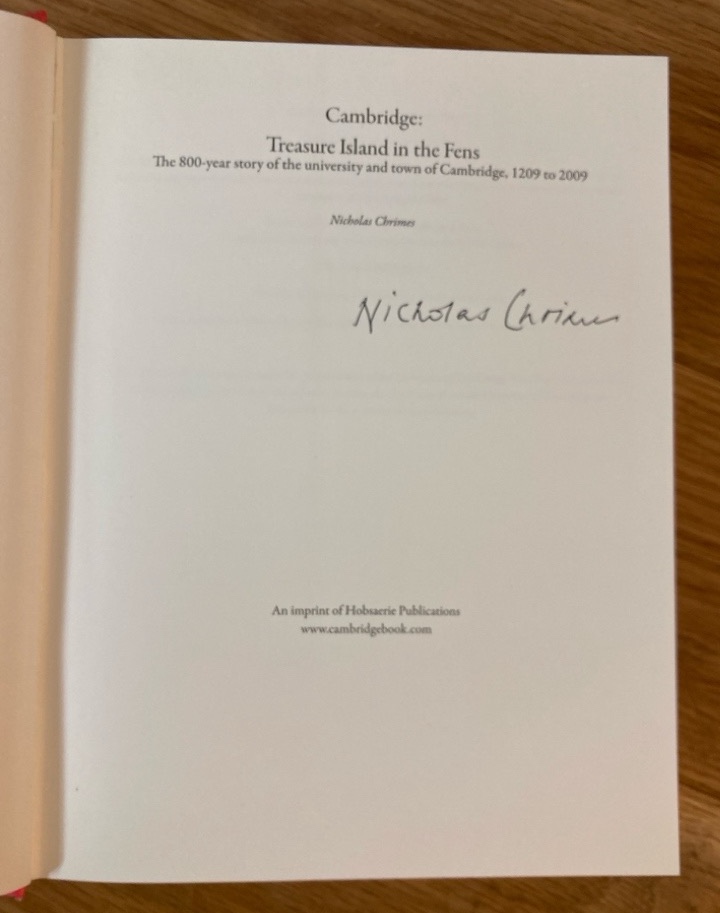 Cambridge:
Treasure Island in the Fens
The 800-year story of the university and town of Cambridge, 1209 to 2009
Nicholas Chrimes
Nicholas Chrimes
An imprint of Hobsaerie Publications
www.cambridgebook.com